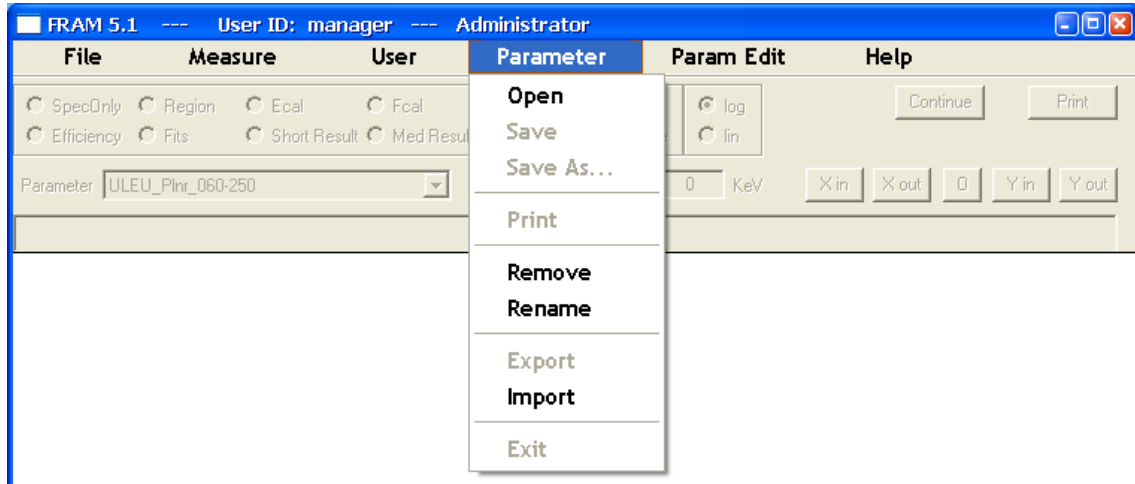 FRAM 5.1 --- User ID: manager --- Administrator
File Measure User Parameter Param Edit Help
SpecOnly Region Ecal Fcal log Continue Print
Efficiency Fits Short Result Med Resul lin
Parameter ULEU_Plnr_060-250 0 KeV X in X out 0 Y in Y out
Open
Save
Save As...
Print
Remove
Rename
Export
Import
Exit